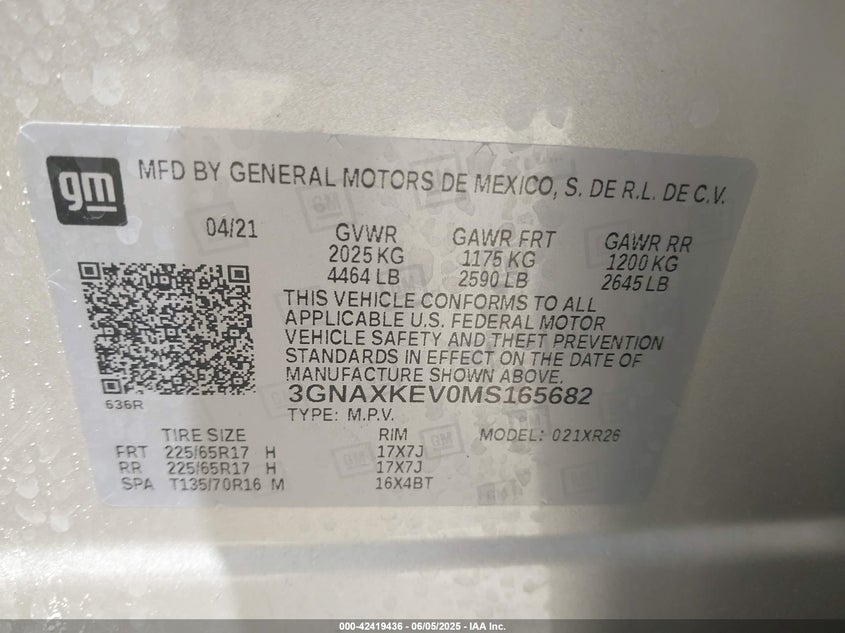 gm
MFD BY GENERAL MOTORS DE MEXICO, S. DE R.L. DE C.V.
04/21
GVWR GAWR FRT GAWR RR
2025 KG 1175 KG 1200 KG
4464 LB 2590 LB 2645 LB
THIS VEHICLE CONFORMS TO ALL
APPLICABLE U.S. FEDERAL MOTOR
VEHICLE SAFETY AND THEFT PREVENTION
STANDARDS IN EFFECT ON THE DATE OF
MANUFACTURE SHOWN ABOVE.
636R
3GNAXKEV0MS165682
TYPE: M.P.V.
TIRE SIZE RIM MODEL: 021XR26
FRT 225/65R17 H 17X7J
RR 225/65R17 H 17X7J
SPA T135/70R16 M 16X4BT
000-42419436 - 06/05/2025 - IAA Inc.